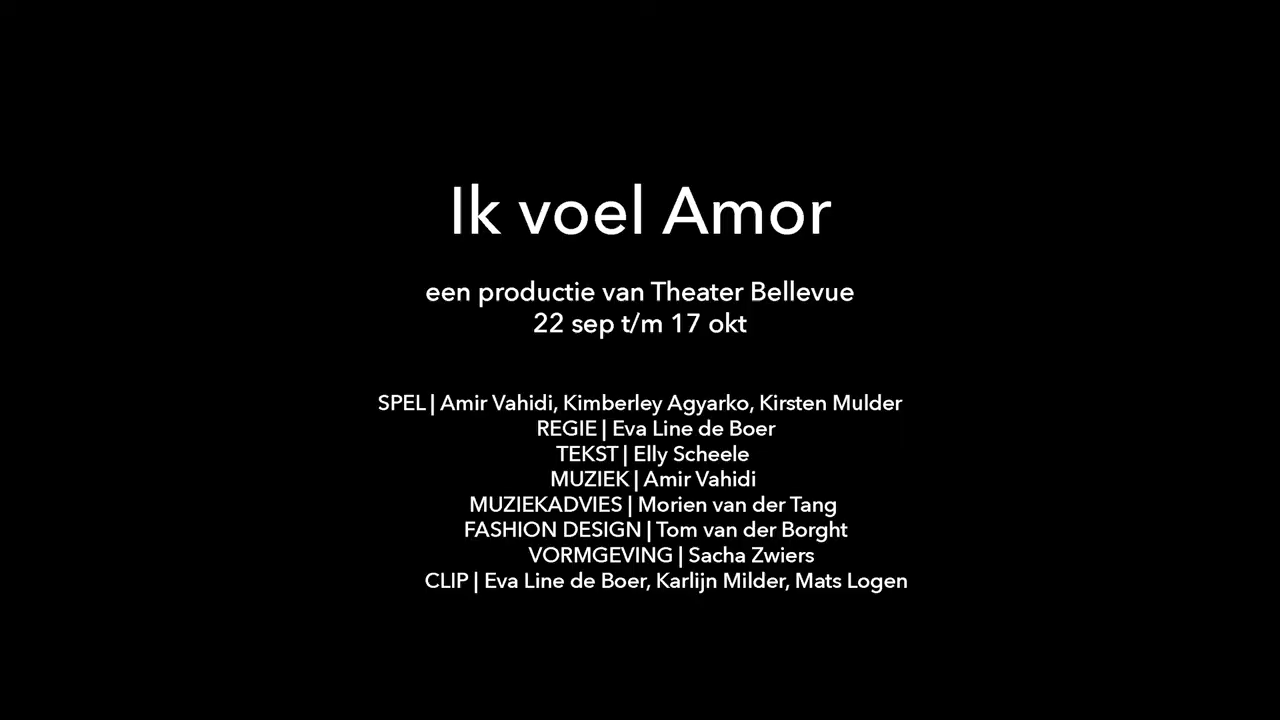 Ik voel Amor
een productie van Theater Bellevue
22 sep t/m 17 okt
SPEL | Amir Vahidi, Kimberley Agyarko, Kirsten Mulder
REGIE | Eva Line de Boer
TEKST | Elly Scheele
MUZIEK | Amir Vahidi
MUZIEKADVIES | Morien van der Tang
FASHION DESIGN | Tom van der Borght
VORMGEVING | Sacha Zwiers
CLIP | Eva Line de Boer, Karlijn Milder, Mats Logen